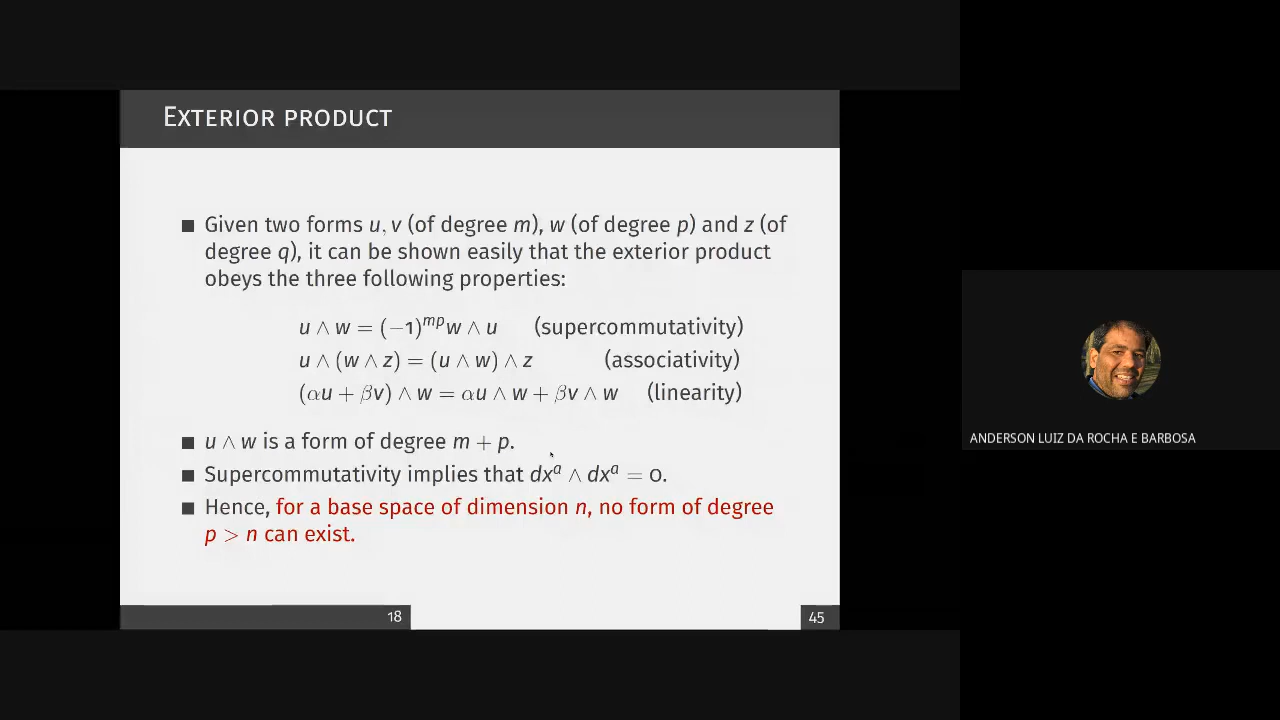 EXTERIOR PRODUCT
■ Given two forms u, v (of degree m), w (of degree p) and z (of
degree q), it can be shown easily that the exterior product
obeys the three following properties:
u ∧ w = (−1)^{mp} w ∧ u (supercommutativity)
u ∧ (w ∧ z) = (u ∧ w) ∧ z (associativity)
(αu + βv) ∧ w = αu ∧ w + βv ∧ w (linearity)
■ u ∧ w is a form of degree m + p.
■ Supercommutativity implies that dx^a ∧ dx^a = 0.
■ Hence, for a base space of dimension n, no form of degree
p > n can exist.
18
45
ANDERSON LUIZ DA ROCHA E BARBOSA